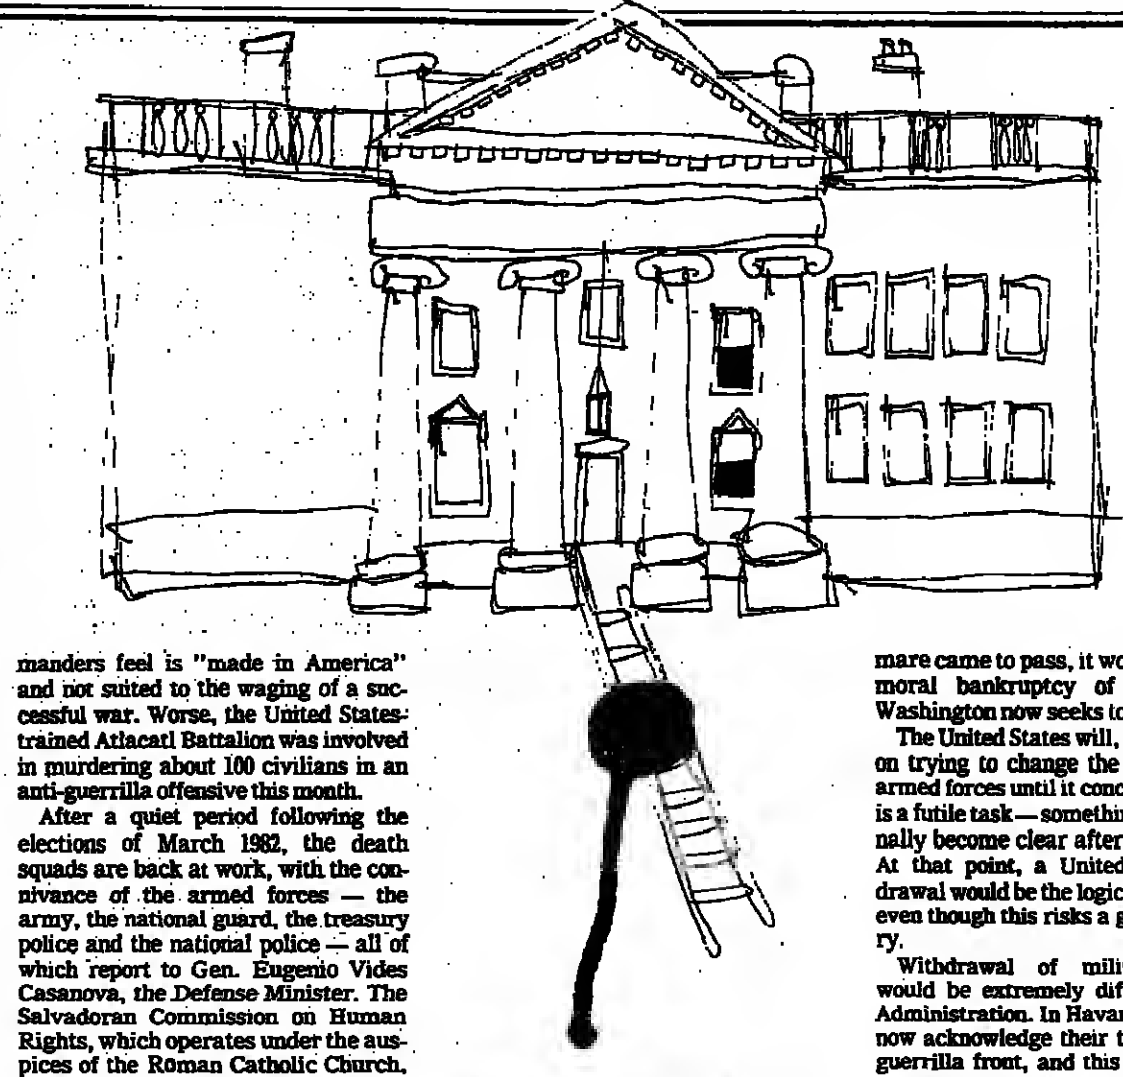 manders feel is "made in America"
and not suited to the waging of a suc-
cessful war. Worse, the United States-
trained Atlacatl Battalion was involved
in murdering about 100 civilians in an
anti-guerrilla offensive this month.
After a quiet period following the
elections of March 1982, the death
squads are back at work, with the con-
nivance of the armed forces — the
army, the national guard, the treasury
police and the national police — all of
which report to Gen. Eugenio Vides
Casanova, the Defense Minister. The
Salvadoran Commission on Human
Rights, which operates under the aus-
pices of the Roman Catholic Church,
mare came to pass, it wo
moral bankruptcy of
Washington now seeks to
The United States will,
on trying to change the
armed forces until it conc
is a futile task — somethin
nally become clear after
At that point, a United
drawal would be the logic
even though this risks a g
ry.
Withdrawal of mili
would be extremely dif
Administration. In Havan
now acknowledge their t
guerrilla front, and this